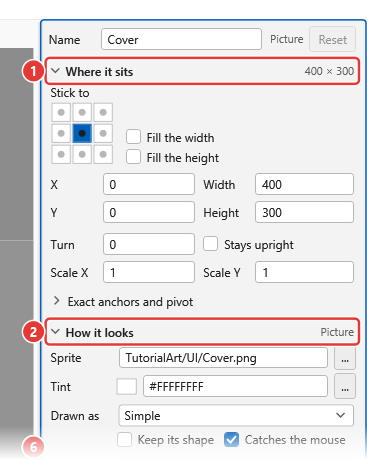 Name Cover Picture Reset
1 Where it sits 400 × 300
Stick to
Fill the width
Fill the height
X 0 Width 400
Y 0 Height 300
Turn 0 Stays upright
Scale X 1 Scale Y 1
Exact anchors and pivot
2 How it looks Picture
Sprite TutorialArt/UI/Cover.png ...
Tint #FFFFFFFF ...
Drawn as Simple
6 Keep its shape Catches the mouse